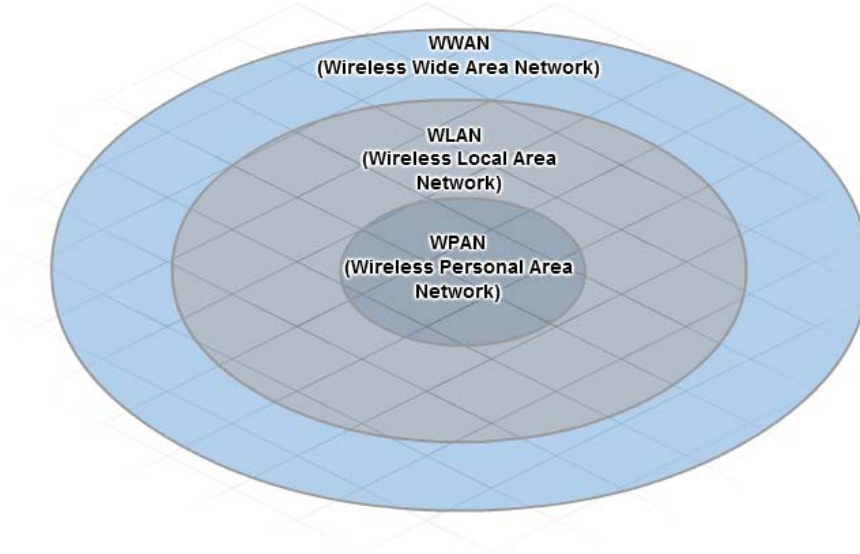 WWAN
(Wireless Wide Area Network)
WLAN
(Wireless Local Area
Network)
WPAN
(Wireless Personal Area
Network)